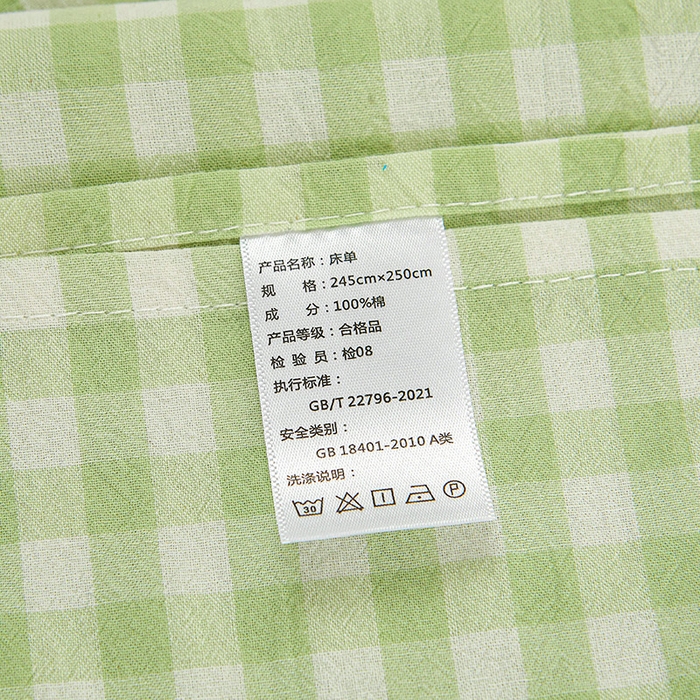 产品名称：床单
规 格：245cm×250cm
成 分：100%棉
产品等级：合格品
检 验 员：检08
执行标准：
GB/T 22796-2021
安全类别：
GB 18401-2010 A类
洗涤说明：
30 P